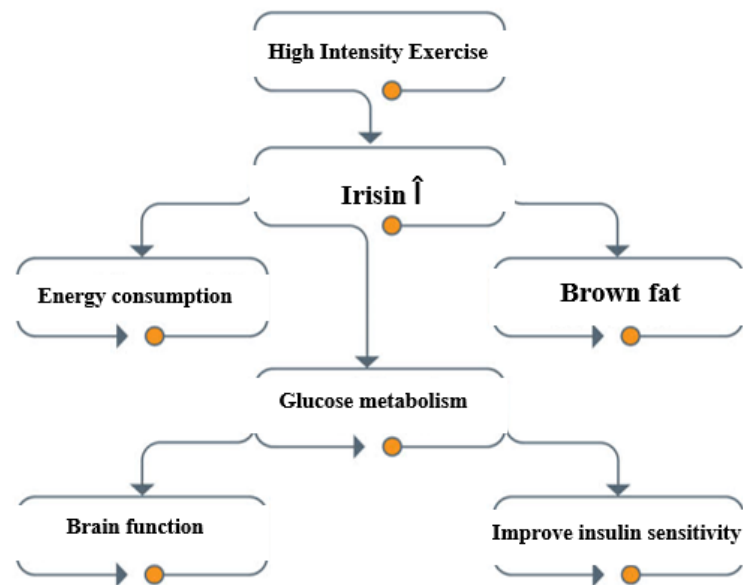 High Intensity Exercise
Irisin Î
Energy consumption
Brown fat
Glucose metabolism
Brain function
Improve insulin sensitivity